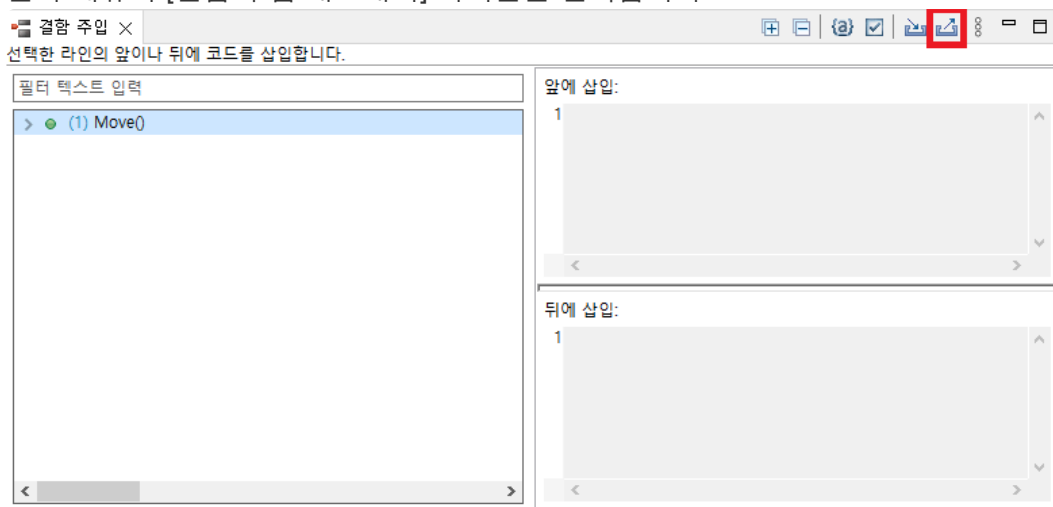 결함 주입
선택한 라인의 앞이나 뒤에 코드를 삽입합니다.
필터 텍스트 입력
(1) Move()
앞에 삽입:
1
뒤에 삽입:
1